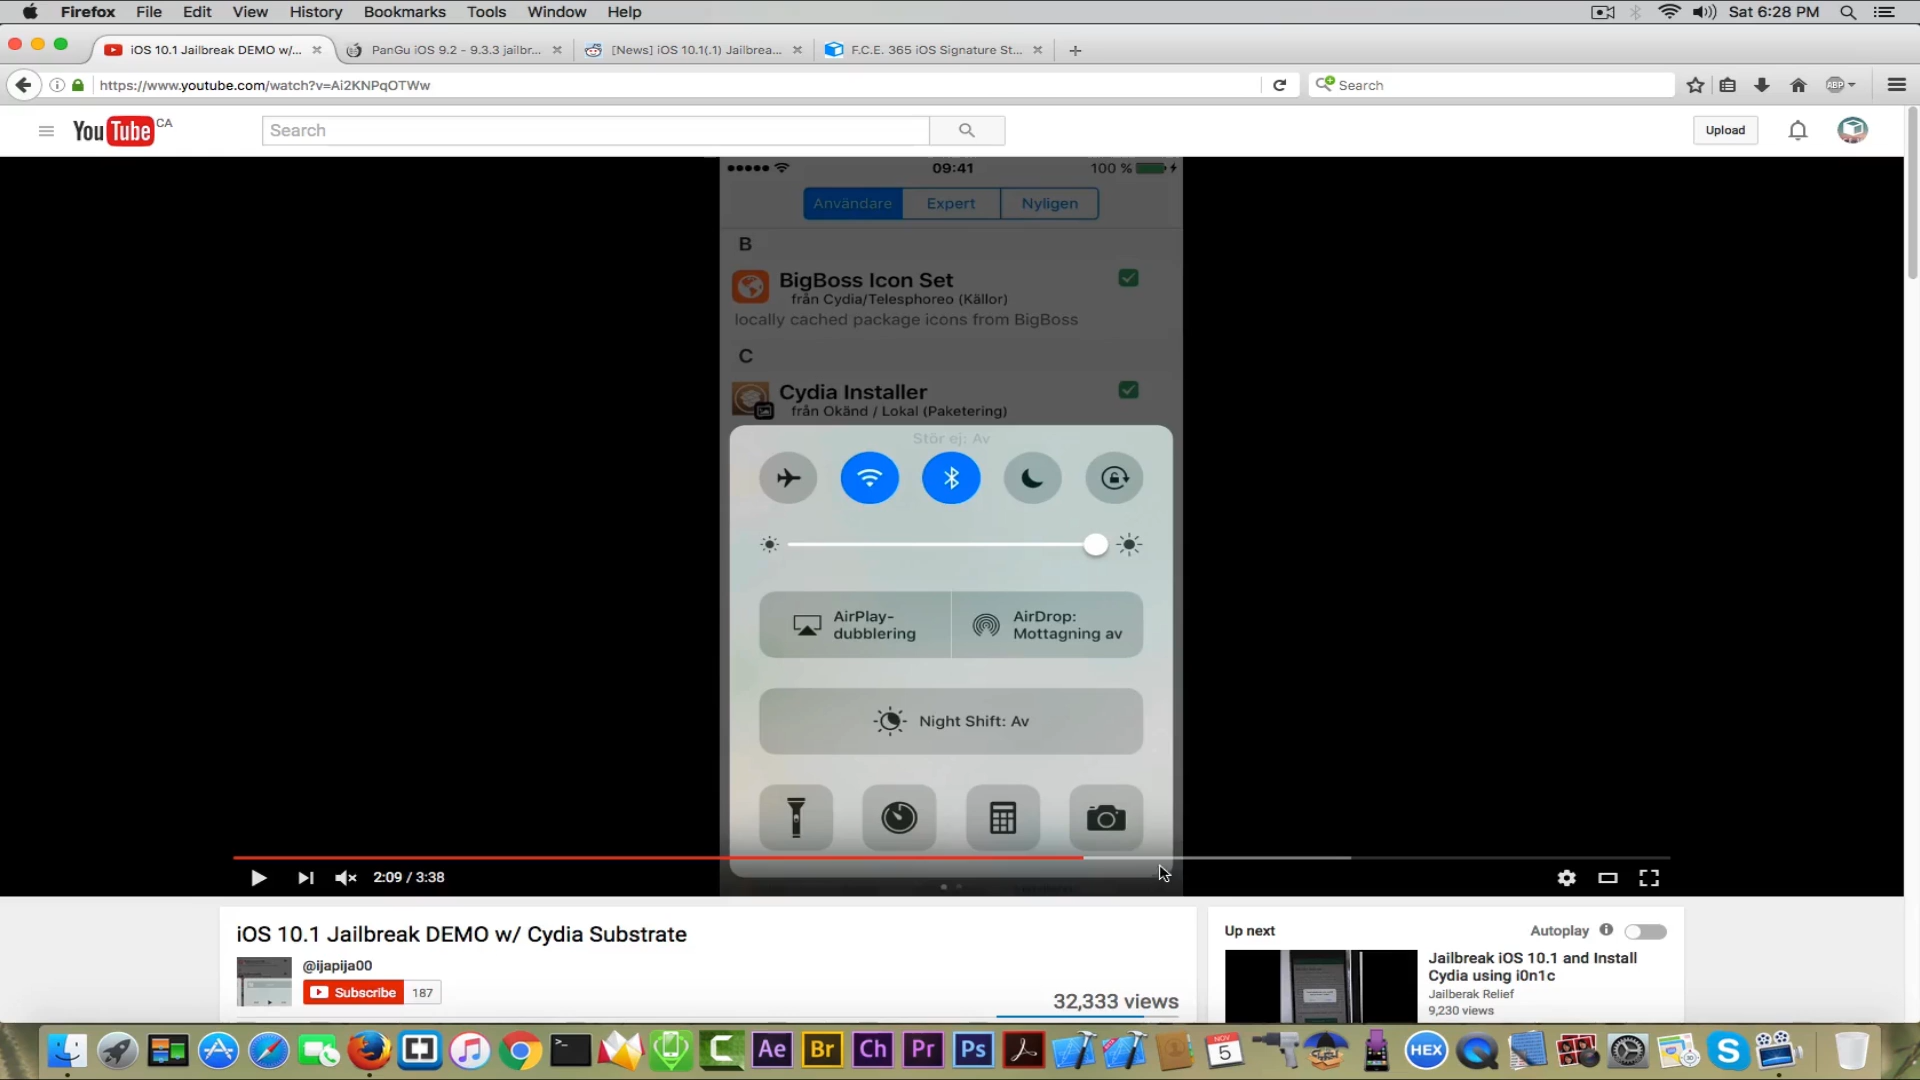 Firefox File Edit View History Bookmarks Tools Window Help Sat 6:28 PM
iOS 10.1 Jailbreak DEMO w/... PanGu iOS 9.2 - 9.3.3 jailbr... [News] iOS 10.1(.1) Jailbrea... F.C.E. 365 iOS Signature St...
https://www.youtube.com/watch?v=Ai2KNPqOTWw Search ABP
YouTube CA Search Upload
09:41 100 %
Användare Expert Nyligen
B
BigBoss Icon Set
från Cydia/Telesphoreo (Källor)
locally cached package icons from BigBoss
C
Cydia Installer
från Okänd / Lokal (Paketering)
Stör ej: Av
AirPlay-
dubblering
AirDrop:
Mottagning av
Night Shift: Av
2:09 / 3:38
iOS 10.1 Jailbreak DEMO w/ Cydia Substrate
@ijapija00
Subscribe 187
32,333 views
Up next Autoplay
Jailbreak iOS 10.1 and Install
Cydia using i0n1c
Jailberak Relief
9,230 views
C Ae Br Ch Pr Ps NOV 5 HEX S